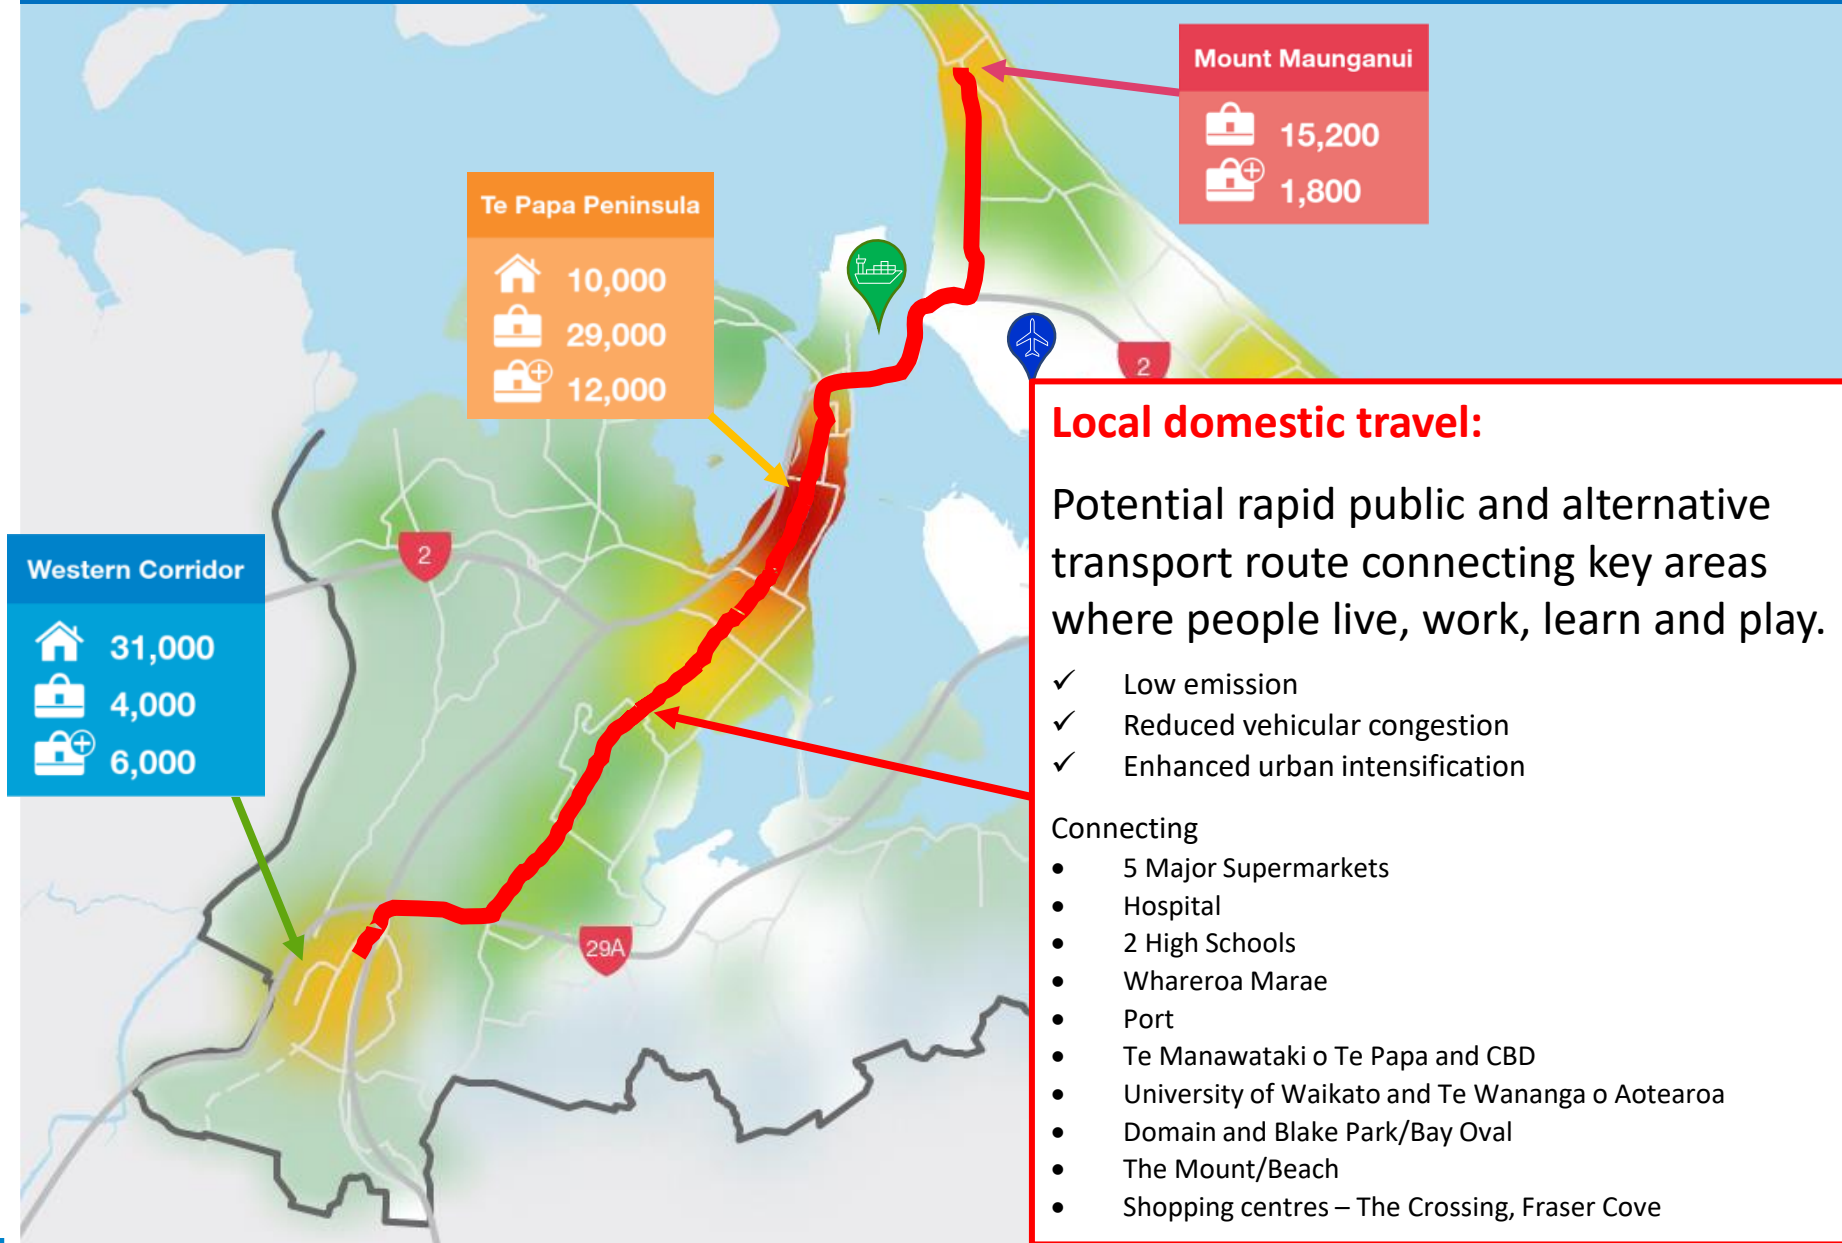 Mount Maunganui
15,200
1,800
Te Papa Peninsula
10,000
29,000
12,000
2
Local domestic travel:
Potential rapid public and alternative
transport route connecting key areas
where people live, work, learn and play.
✓ Low emission
✓ Reduced vehicular congestion
✓ Enhanced urban intensification
Connecting
• 5 Major Supermarkets
• Hospital
• 2 High Schools
• Whareroa Marae
• Port
• Te Manawataki o Te Papa and CBD
• University of Waikato and Te Wananga o Aotearoa
• Domain and Blake Park/Bay Oval
• The Mount/Beach
• Shopping centres – The Crossing, Fraser Cove
2
Western Corridor
31,000
4,000
6,000
29A